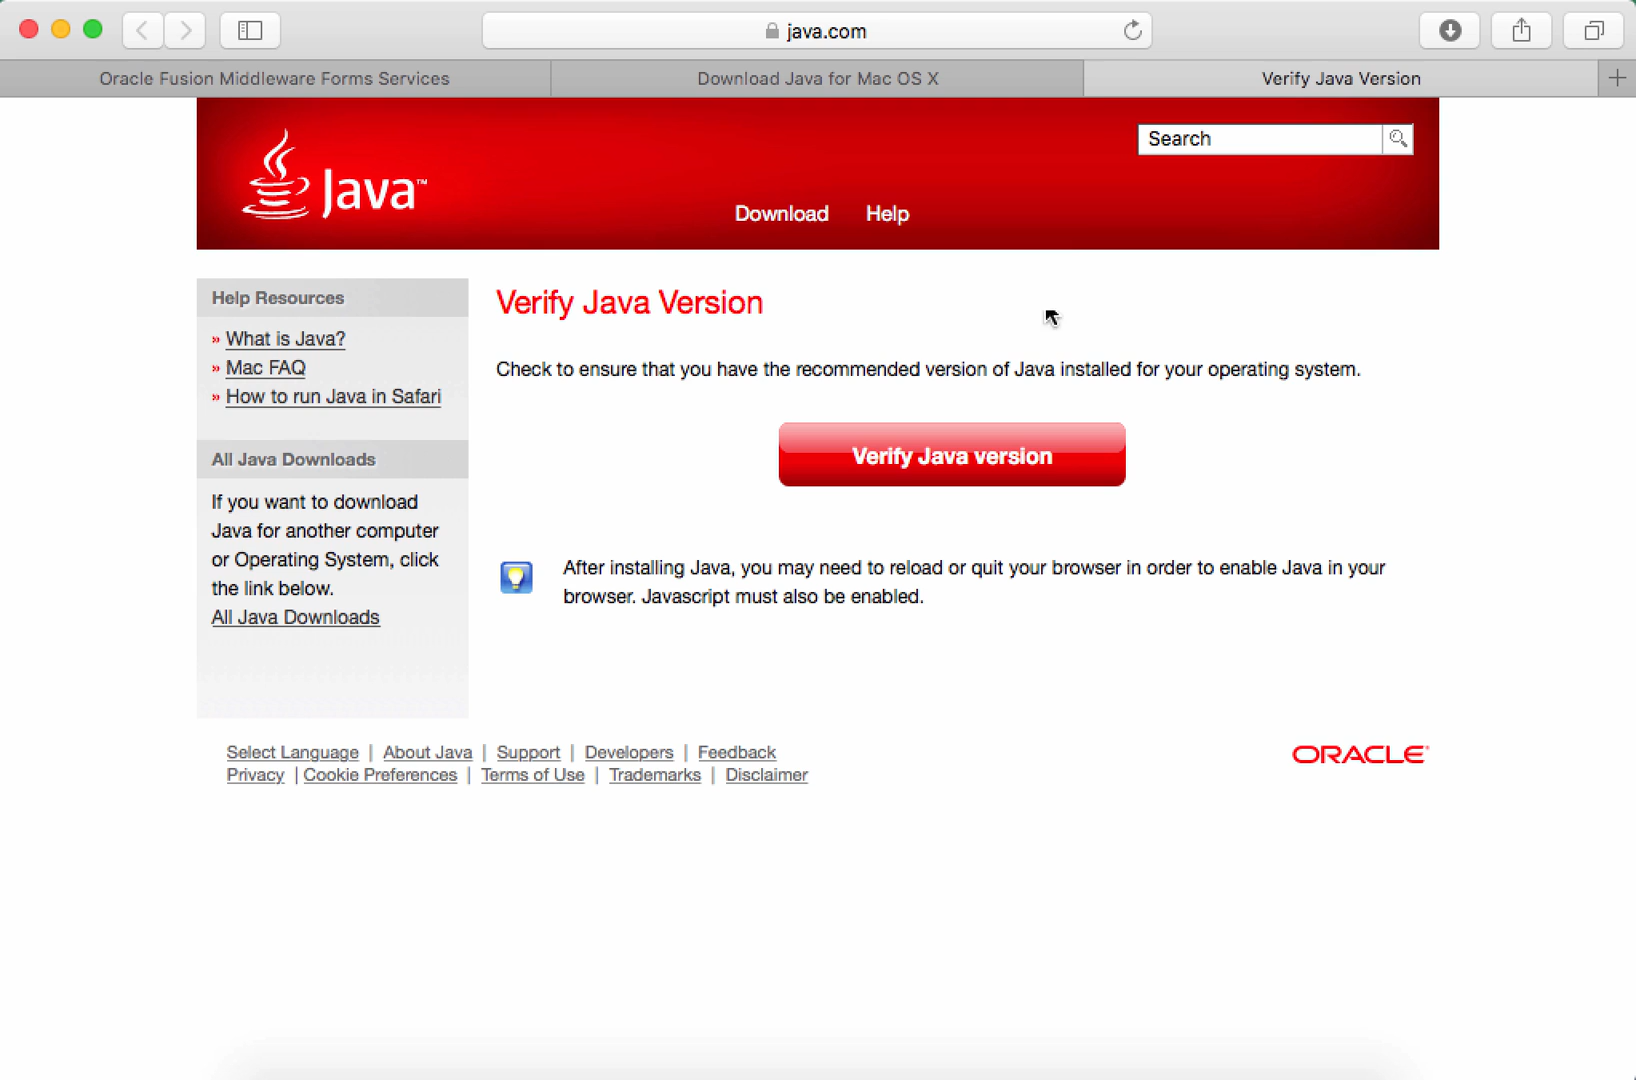 java.com
Oracle Fusion Middleware Forms Services
Download Java for Mac OS X
Verify Java Version
Java™
Search
Download Help
Help Resources
» What is Java?
» Mac FAQ
» How to run Java in Safari
All Java Downloads
If you want to download
Java for another computer
or Operating System, click
the link below.
All Java Downloads
Verify Java Version
Check to ensure that you have the recommended version of Java installed for your operating system.
Verify Java version
After installing Java, you may need to reload or quit your browser in order to enable Java in your
browser. Javascript must also be enabled.
Select Language | About Java | Support | Developers | Feedback
Privacy | Cookie Preferences | Terms of Use | Trademarks | Disclaimer
ORACLE®